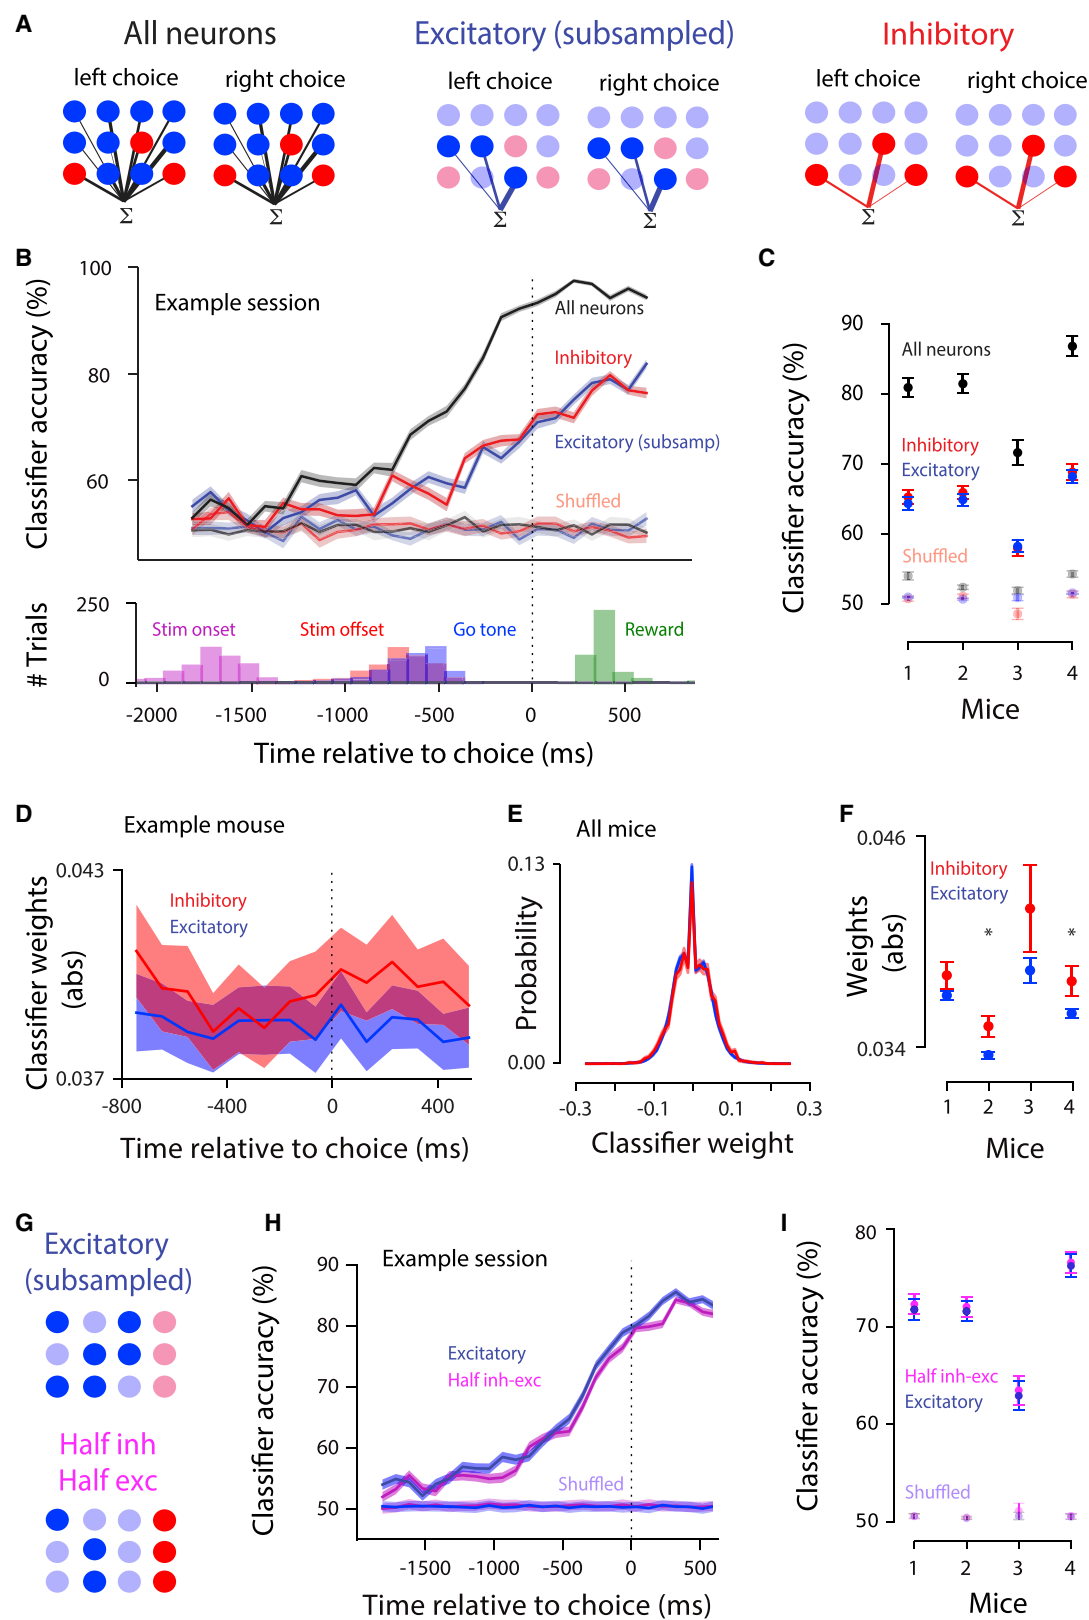 A
All neurons
Excitatory (subsampled)
Inhibitory
left choice
right choice
left choice
right choice
left choice
right choice
Σ
Σ
Σ
Σ
Σ
Σ
B
Classifier accuracy (%)
100
80
60
Example session
All neurons
Inhibitory
Excitatory (subsamp)
Shuffled
# Trials
250
0
Stim onset
Stim offset
Go tone
Reward
-2000
-1500
-1000
-500
0
500
Time relative to choice (ms)
C
Classifier accuracy (%)
90
80
70
60
50
All neurons
Inhibitory
Excitatory
Shuffled
1
2
3
4
Mice
D
Example mouse
Classifier weights
(abs)
0.043
0.037
Inhibitory
Excitatory
-800
-400
0
400
Time relative to choice (ms)
E
All mice
Probability
0.13
0.00
-0.3
-0.1
0.1
0.3
Classifier weight
F
Weights
(abs)
0.046
0.034
Inhibitory
Excitatory
*
*
1
2
3
4
Mice
G
Excitatory
(subsampled)
Half inh
Half exc
H
Classifier accuracy (%)
90
80
70
60
50
Example session
Excitatory
Half inh-exc
Shuffled
-1500
-1000
-500
0
500
Time relative to choice (ms)
I
Classifier accuracy (%)
80
70
60
50
Half inh-exc
Excitatory
Shuffled
1
2
3
4
Mice